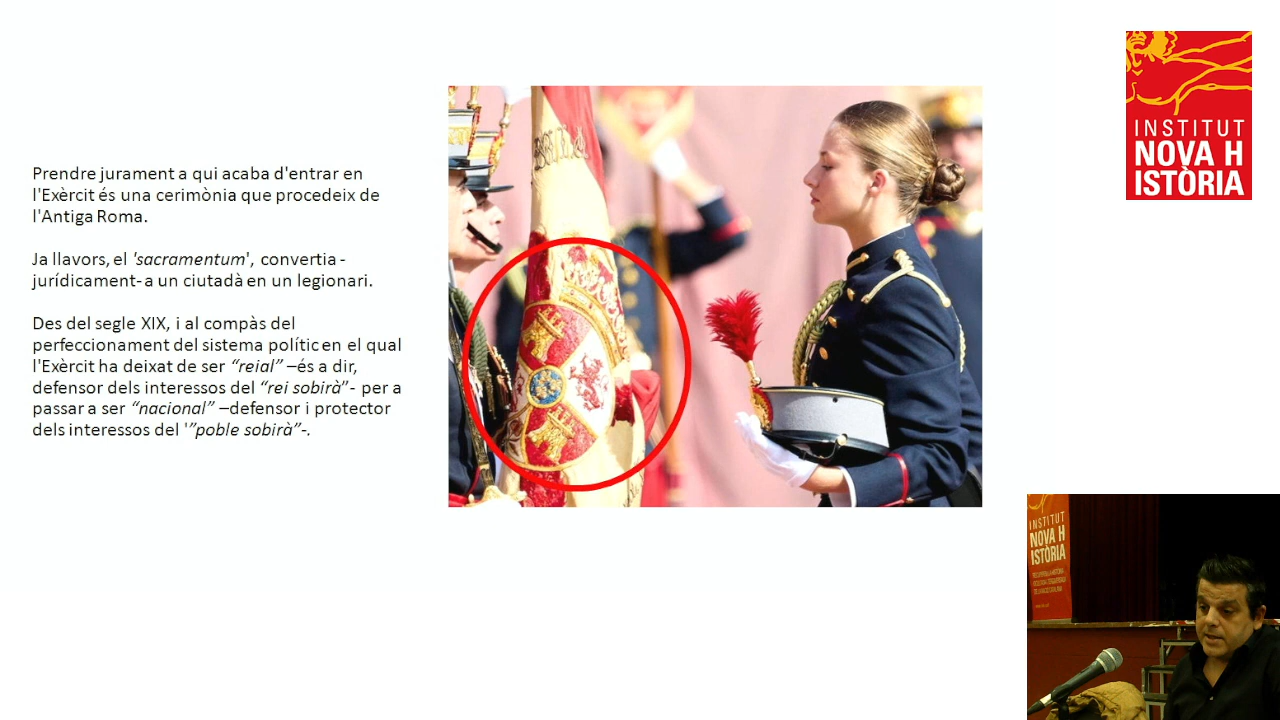 Prendre jurament a qui acaba d'entrar en
l'Exèrcit és una cerimònia que procedeix de
l'Antiga Roma.
Ja llavors, el 'sacramentum', convertia -
jurídicament- a un ciutadà en un legionari.
Des del segle XIX, i al compàs del
perfeccionament del sistema polític en el qual
l'Exèrcit ha deixat de ser “reial” –és a dir,
defensor dels interessos del “rei sobirà”- per a
passar a ser “nacional” –defensor i protector
dels interessos del '”poble sobirà”-.
INSTITUT
NOVA H
ISTÒRIA
INSTITUT
NOVA H
ISTÒRIA